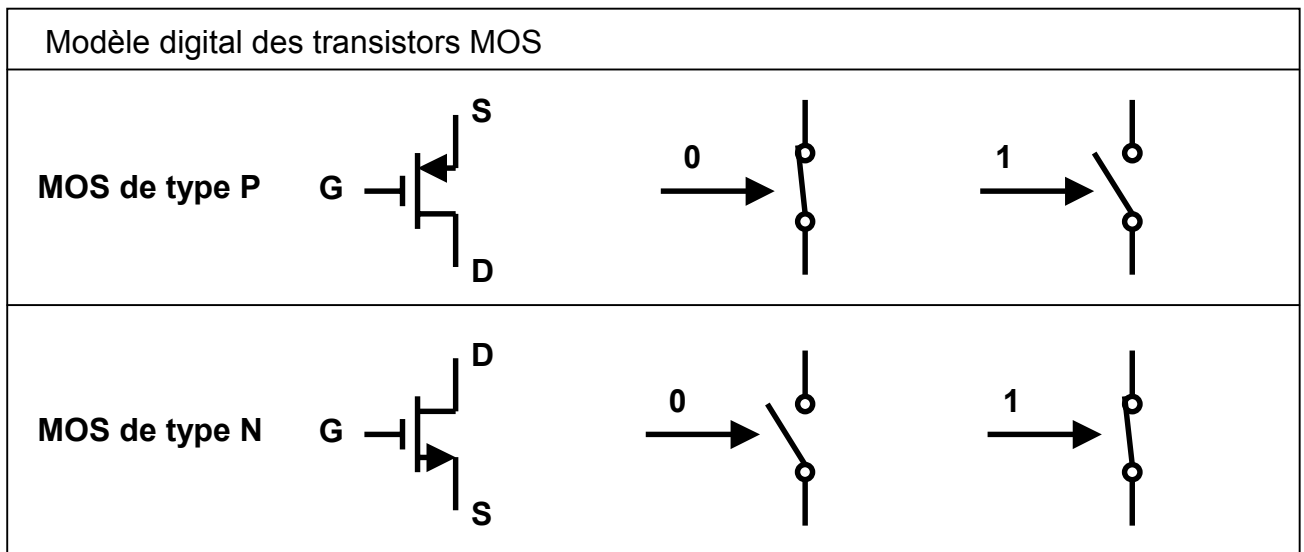 Modèle digital des transistors MOS
S
MOS de type P G 0 1
D
D
MOS de type N G 0 1
S